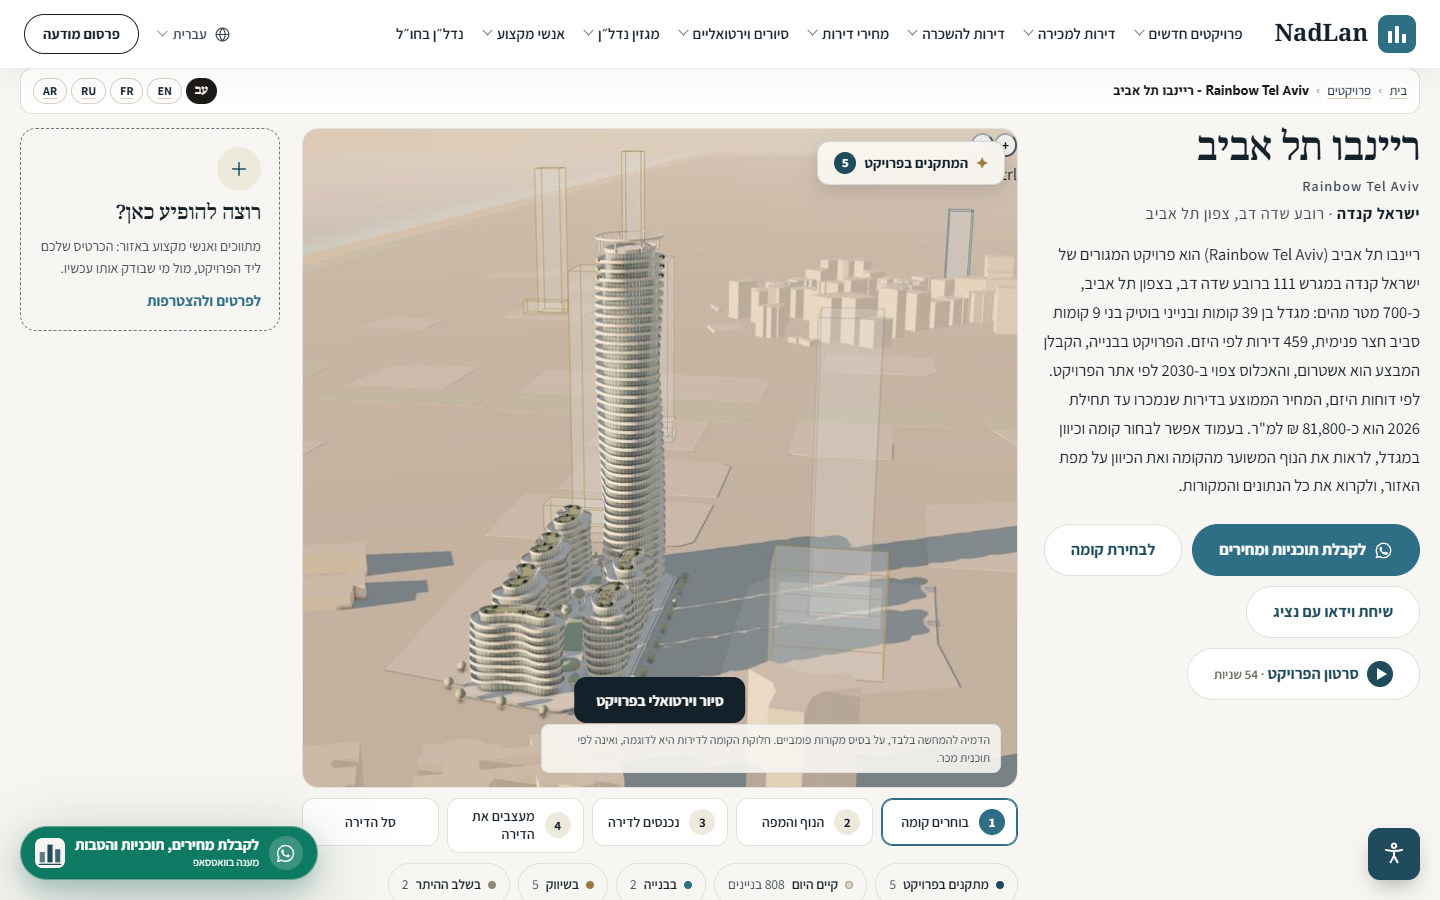 NadLan
פרויקטים חדשים
דירות למכירה
דירות להשכרה
מחירי דירות
סיורים וירטואליים
מגזין נדל״ן
אנשי מקצוע
נדל״ן בחו״ל
עברית
פרסום מודעה
בית › פרויקטים › Rainbow Tel Aviv - ריינבו תל אביב
עב
EN
FR
RU
AR
ריינבו תל אביב
Rainbow Tel Aviv
ישראל קנדה · רובע שדה דב, צפון תל אביב
ריינבו תל אביב (Rainbow Tel Aviv) הוא פרויקט המגורים של
ישראל קנדה במגרש 111 ברובע שדה דב, בצפון תל אביב,
כ-700 מטר מהים: מגדל בן 39 קומות ובנייני בוטיק בני 9 קומות
סביב חצר פנימית, 459 דירות לפי היזם. הפרויקט בבנייה, הקבלן
המבצע הוא אשטרום, והאכלוס צפוי ב-2030 לפי אתר הפרויקט.
לפי דוחות היזם, המחיר הממוצע בדירות שנמכרו עד תחילת
2026 הוא כ-81,800 ₪ למ"ר. בעמוד אפשר לבחור קומה וכיוון
במגדל, לראות את הנוף המשוער מהקומה ואת הכיוון על מפת
האזור, ולקרוא את כל הנתונים והמקורות.
לקבלת תוכניות ומחירים
לבחירת קומה
שיחת וידאו עם נציג
סרטון הפרויקט · 54 שניות
+
ctrl
המתקנים בפרויקט 5
סיור וירטואלי בפרויקט
הדמיה להמחשה בלבד, על בסיס מקורות פומביים. חלוקת הקומה לדירות היא לדוגמה, ואינה לפי
תוכנית מכר.
1 בוחרים קומה
2 הנוף והמפה
3 נכנסים לדירה
4 מעצבים את
הדירה
סל הדירה
מתקנים בפרויקט 5
קיים היום 808 בניינים
בבנייה 2
בשיווק 5
בשלב ההיתר 2
+
רוצה להופיע כאן?
מתווכים ואנשי מקצוע באזור: הכרטיס שלכם
ליד הפרויקט, מול מי שבודק אותו עכשיו.
לפרטים ולהצטרפות
לקבלת מחירים, תוכניות והטבות
מענה בוואטסאפ